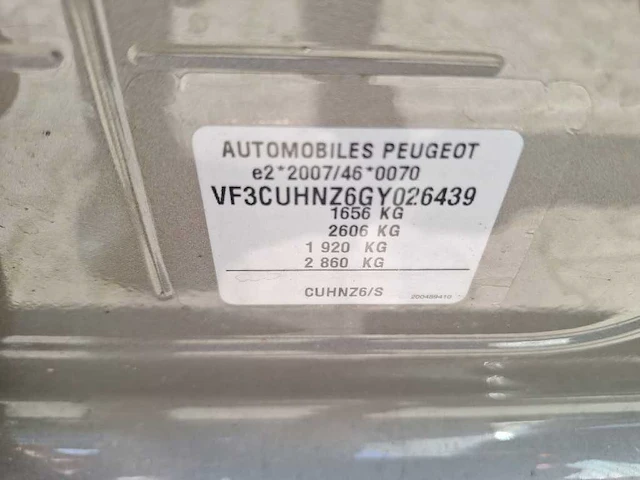 AUTOMOBILES PEUGEOT
e2*2007/46*0070
VF3CUHNZ6GY026439
1656 KG
2606 KG
1 920 KG
2 860 KG
CUHNZ6/S